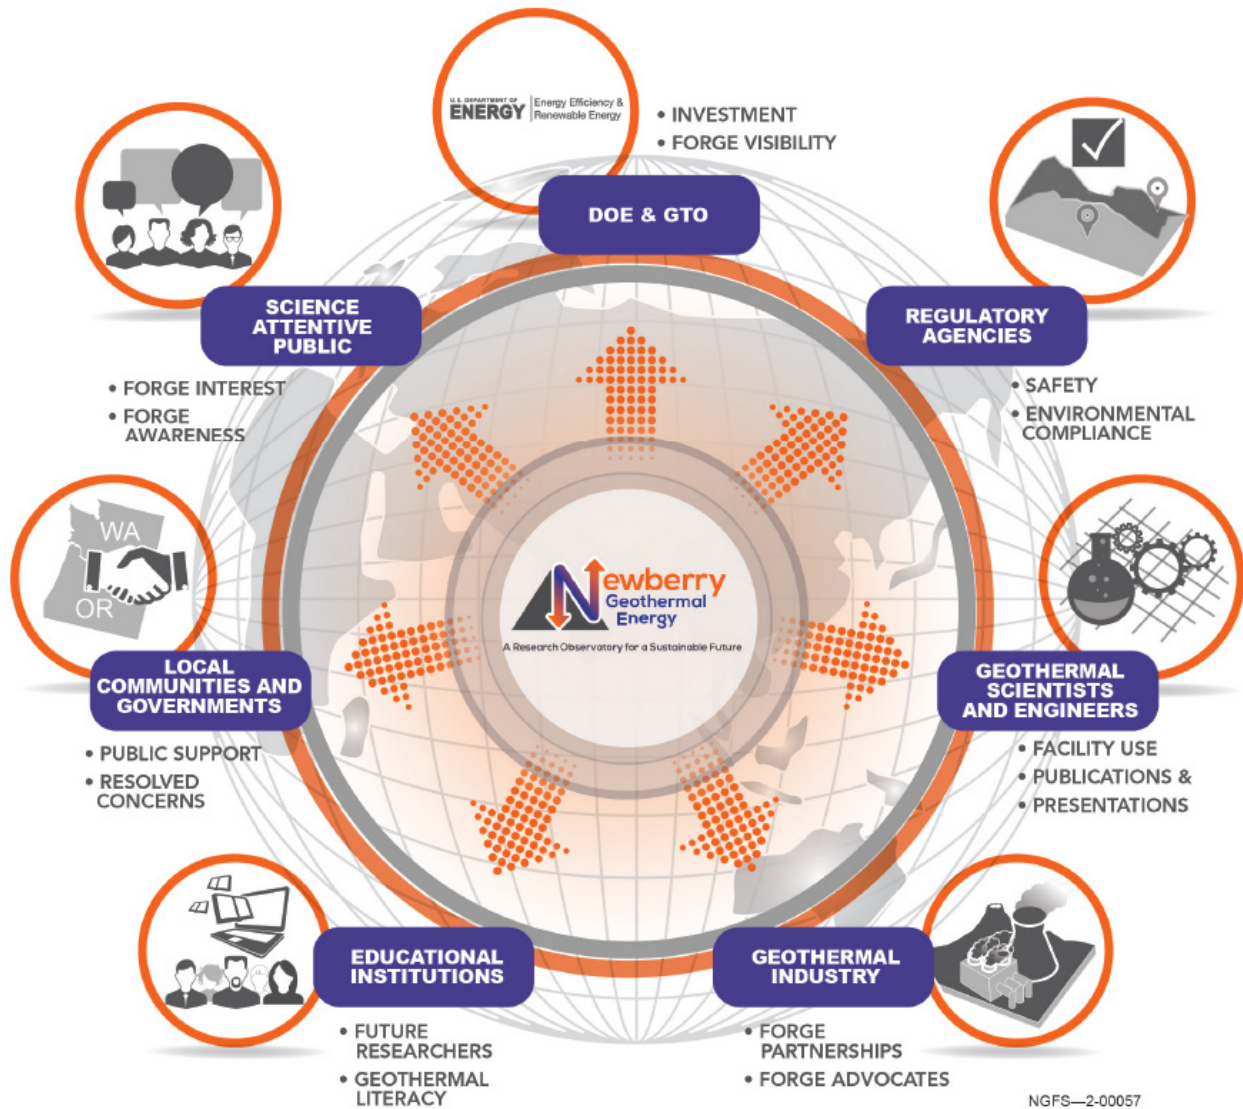 U.S. DEPARTMENT OF
ENERGY
Energy Efficiency &
Renewable Energy
• INVESTMENT
• FORGE VISIBILITY
DOE & GTO
SCIENCE
ATTENTIVE
PUBLIC
• FORGE INTEREST
• FORGE
AWARENESS
REGULATORY
AGENCIES
• SAFETY
• ENVIRONMENTAL
COMPLIANCE
WA
OR
LOCAL
COMMUNITIES AND
GOVERNMENTS
• PUBLIC SUPPORT
• RESOLVED
CONCERNS
Newberry
Geothermal
Energy
A Research Observatory for a Sustainable Future
GEOTHERMAL
SCIENTISTS
AND ENGINEERS
• FACILITY USE
• PUBLICATIONS &
• PRESENTATIONS
EDUCATIONAL
INSTITUTIONS
• FUTURE
RESEARCHERS
• GEOTHERMAL
LITERACY
GEOTHERMAL
INDUSTRY
• FORGE
PARTNERSHIPS
• FORGE ADVOCATES
NGFS—2-00057